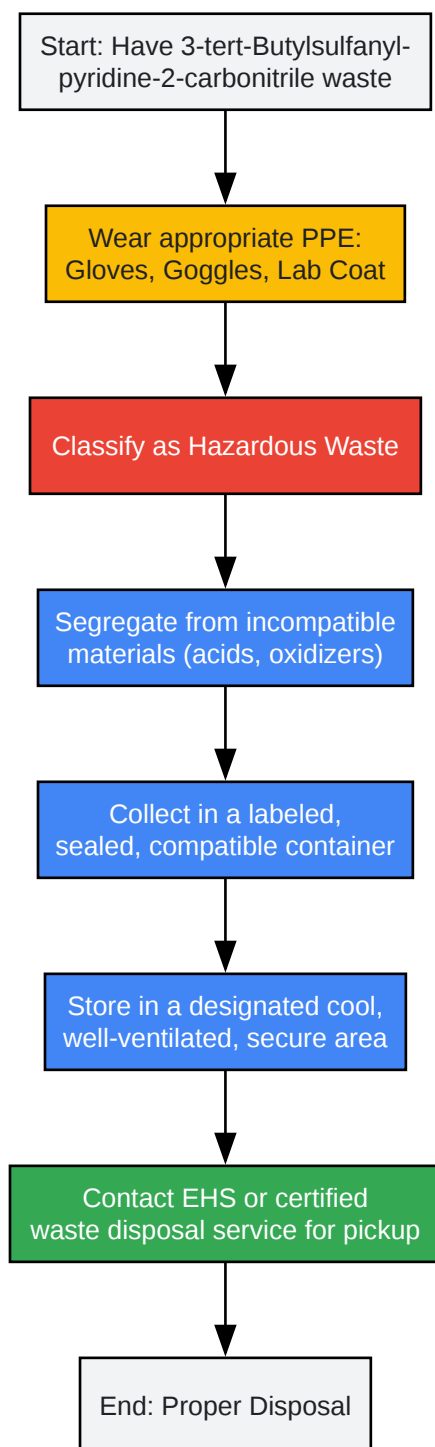 Start: Have 3-tert-Butylsulfanyl-
pyridine-2-carbonitrile waste
Wear appropriate PPE:
Gloves, Goggles, Lab Coat
Classify as Hazardous Waste
Segregate from incompatible
materials (acids, oxidizers)
Collect in a labeled,
sealed, compatible container
Store in a designated cool,
well-ventilated, secure area
Contact EHS or certified
waste disposal service for pickup
End: Proper Disposal